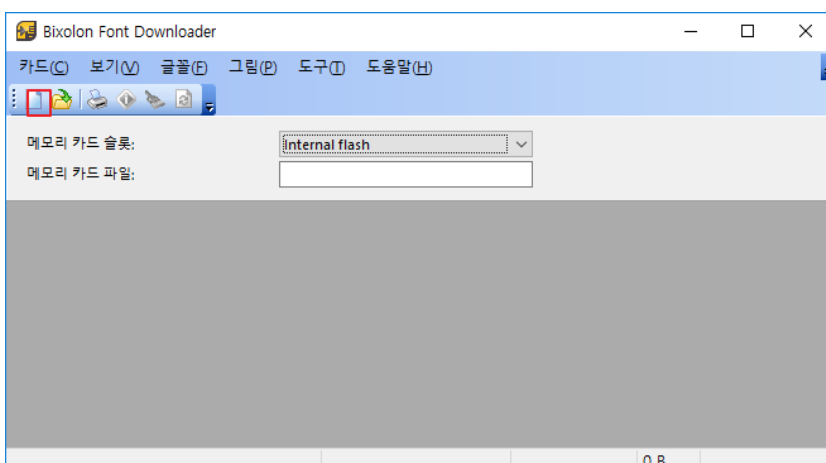 Bixolon Font Downloader
카드(C) 보기(V) 글꼴(F) 그림(P) 도구(T) 도움말(H)
메모리 카드 슬롯: Internal flash
메모리 카드 파일:
0 B